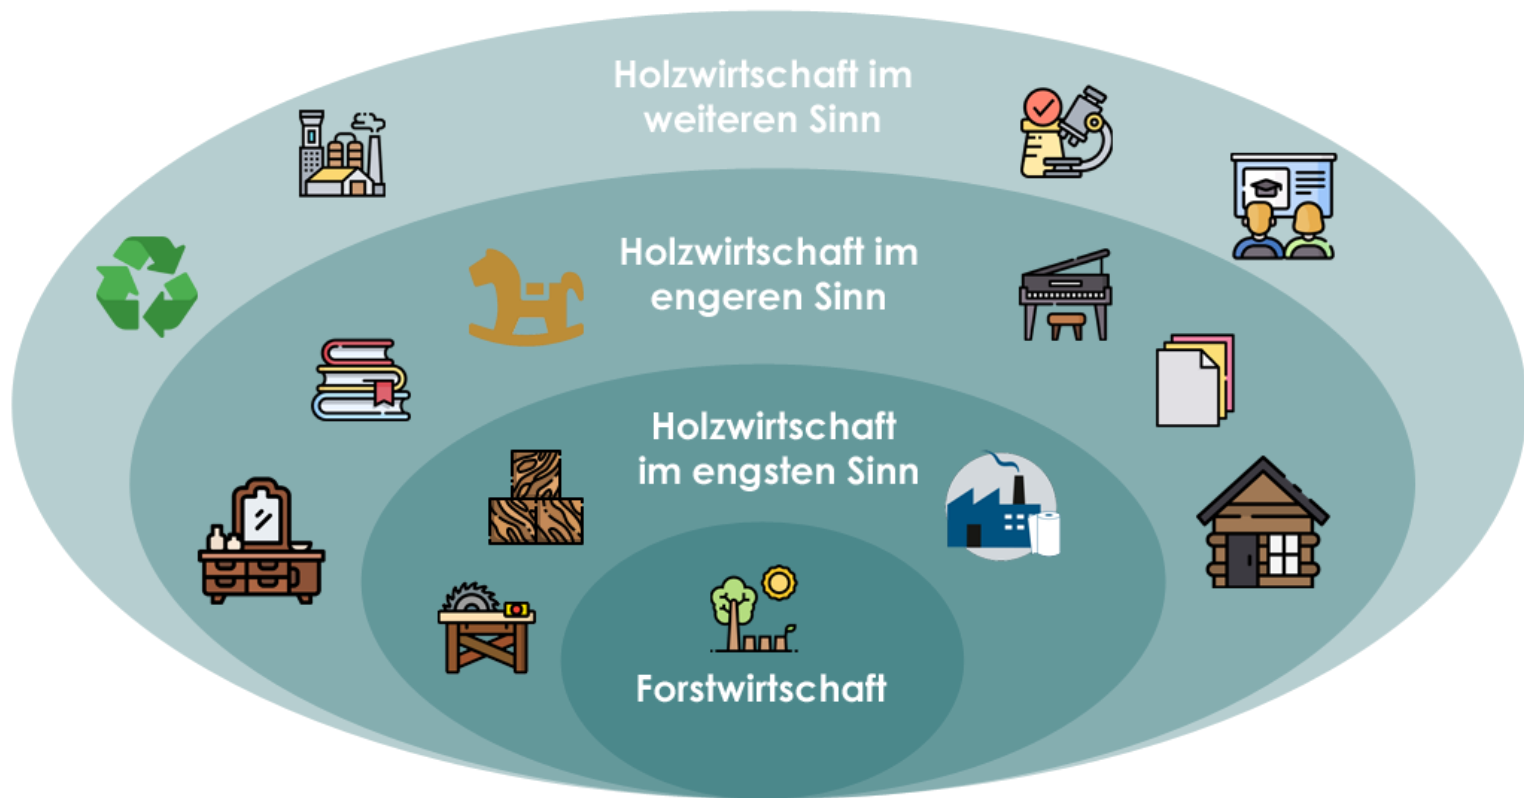 Holzwirtschaft im
weiteren Sinn
Holzwirtschaft im
engeren Sinn
Holzwirtschaft
im engsten Sinn
Forstwirtschaft